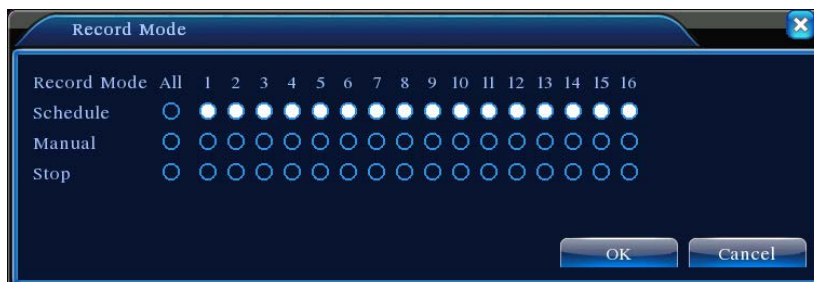 Record Mode
Record Mode All 1 2 3 4 5 6 7 8 9 10 11 12 13 14 15 16
Schedule
Manual
Stop
OK Cancel